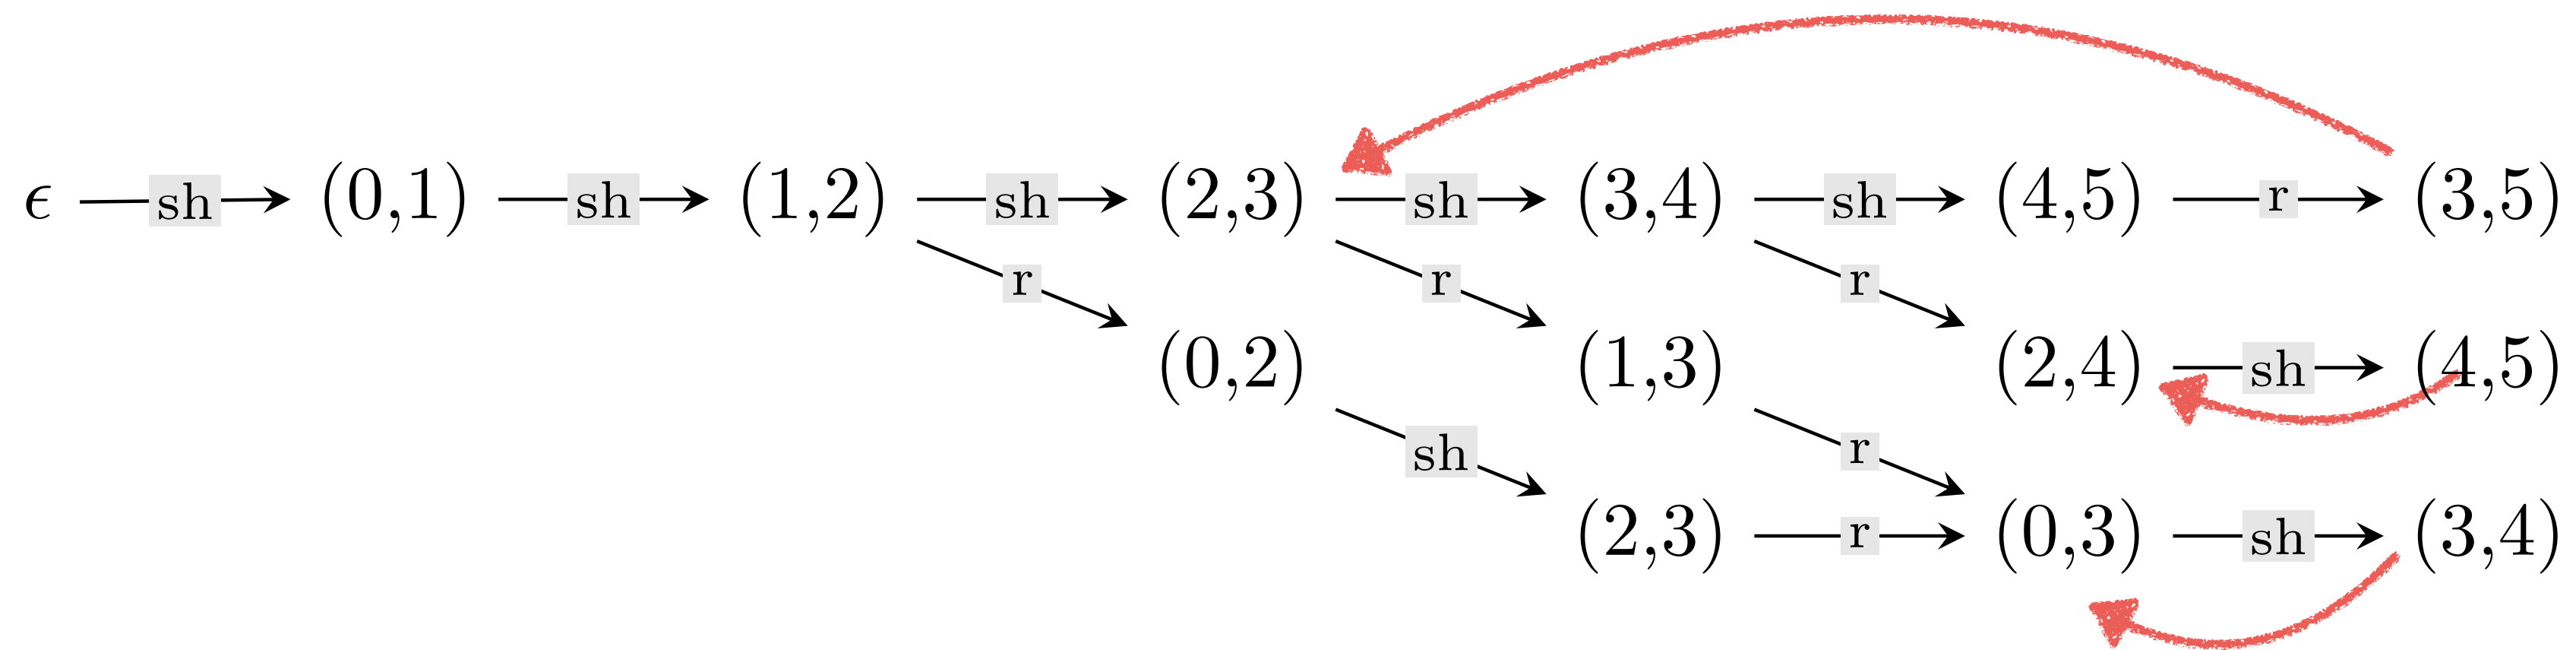 ϵ sh (0,1) sh (1,2) sh (2,3) sh (3,4) sh (4,5) r (3,5)
r r r
(0,2) (1,3) (2,4) sh (4,5)
sh r
(2,3) r (0,3) sh (3,4)